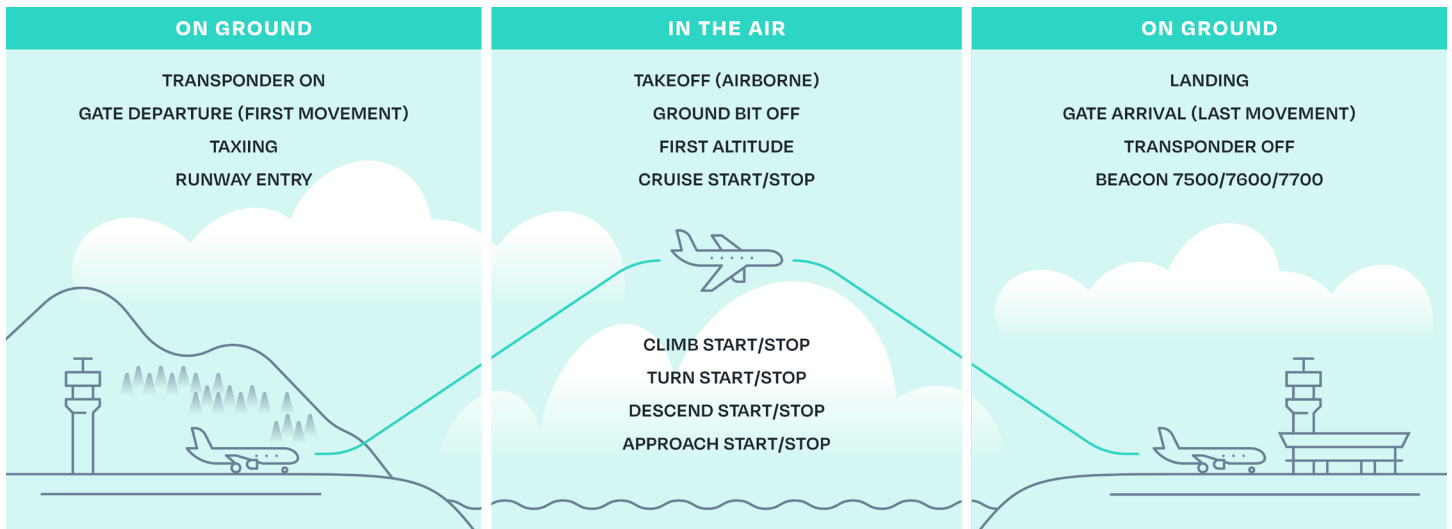 ON GROUND
TRANSPONDER ON
GATE DEPARTURE (FIRST MOVEMENT)
TAXIING
RUNWAY ENTRY
IN THE AIR
TAKEOFF (AIRBORNE)
GROUND BIT OFF
FIRST ALTITUDE
CRUISE START/STOP
CLIMB START/STOP
TURN START/STOP
DESCEND START/STOP
APPROACH START/STOP
ON GROUND
LANDING
GATE ARRIVAL (LAST MOVEMENT)
TRANSPONDER OFF
BEACON 7500/7600/7700